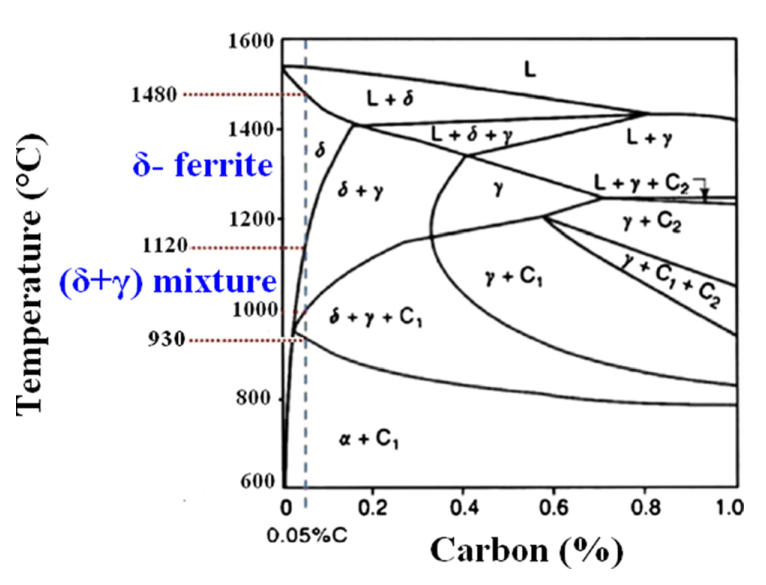 1600
L
1480
L + δ
1400
L + δ + γ
L + γ
δ
δ- ferrite
δ + γ
γ
L + γ + C₂
1200
γ + C₂
1120
(δ+γ) mixture
γ + C₁ + C₂
γ + C₁
1000
δ + γ + C₁
930
800
α + C₁
600
Temperature (°C)
0 0.2 0.4 0.6 0.8 1.0
0.05%C
Carbon (%)